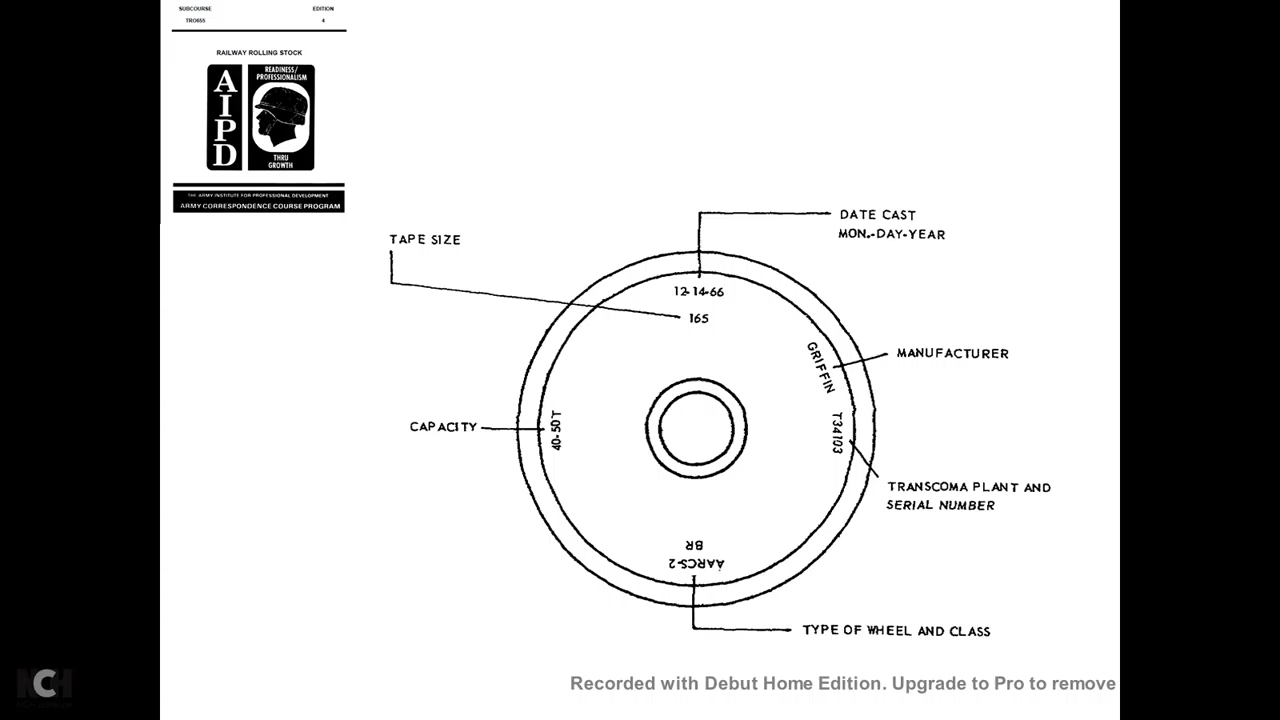 SUBCOURSE EDITION
TRO655 4
RAILWAY ROLLING STOCK
AIPD
READINESS/
PROFESSIONALISM
THRU
GROWTH
THE ARMY INSTITUTE FOR PROFESSIONAL DEVELOPMENT
ARMY CORRESPONDENCE COURSE PROGRAM
DATE CAST
MON.-DAY-YEAR
TAPE SIZE
12-14-66
165
GRIFFIN
MANUFACTURER
CAPACITY
40-50T
T34103
TRANSCOMA PLANT AND
SERIAL NUMBER
BR
AARCS-2
TYPE OF WHEEL AND CLASS
Recorded with Debut Home Edition. Upgrade to Pro to remove
NCH